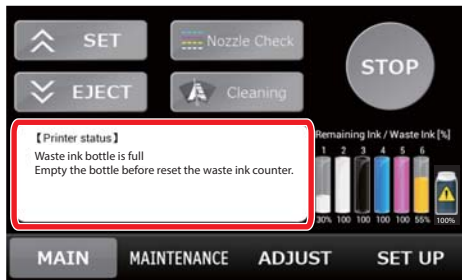 SET
Nozzle Check
STOP
EJECT
Cleaning
【Printer status】
Waste ink bottle is full
Empty the bottle before reset the waste ink counter.
Remaining Ink / Waste Ink [%]
1 2 3 4 5 6
30% 100 100 100 100 55% 100%
MAIN MAINTENANCE ADJUST SET UP